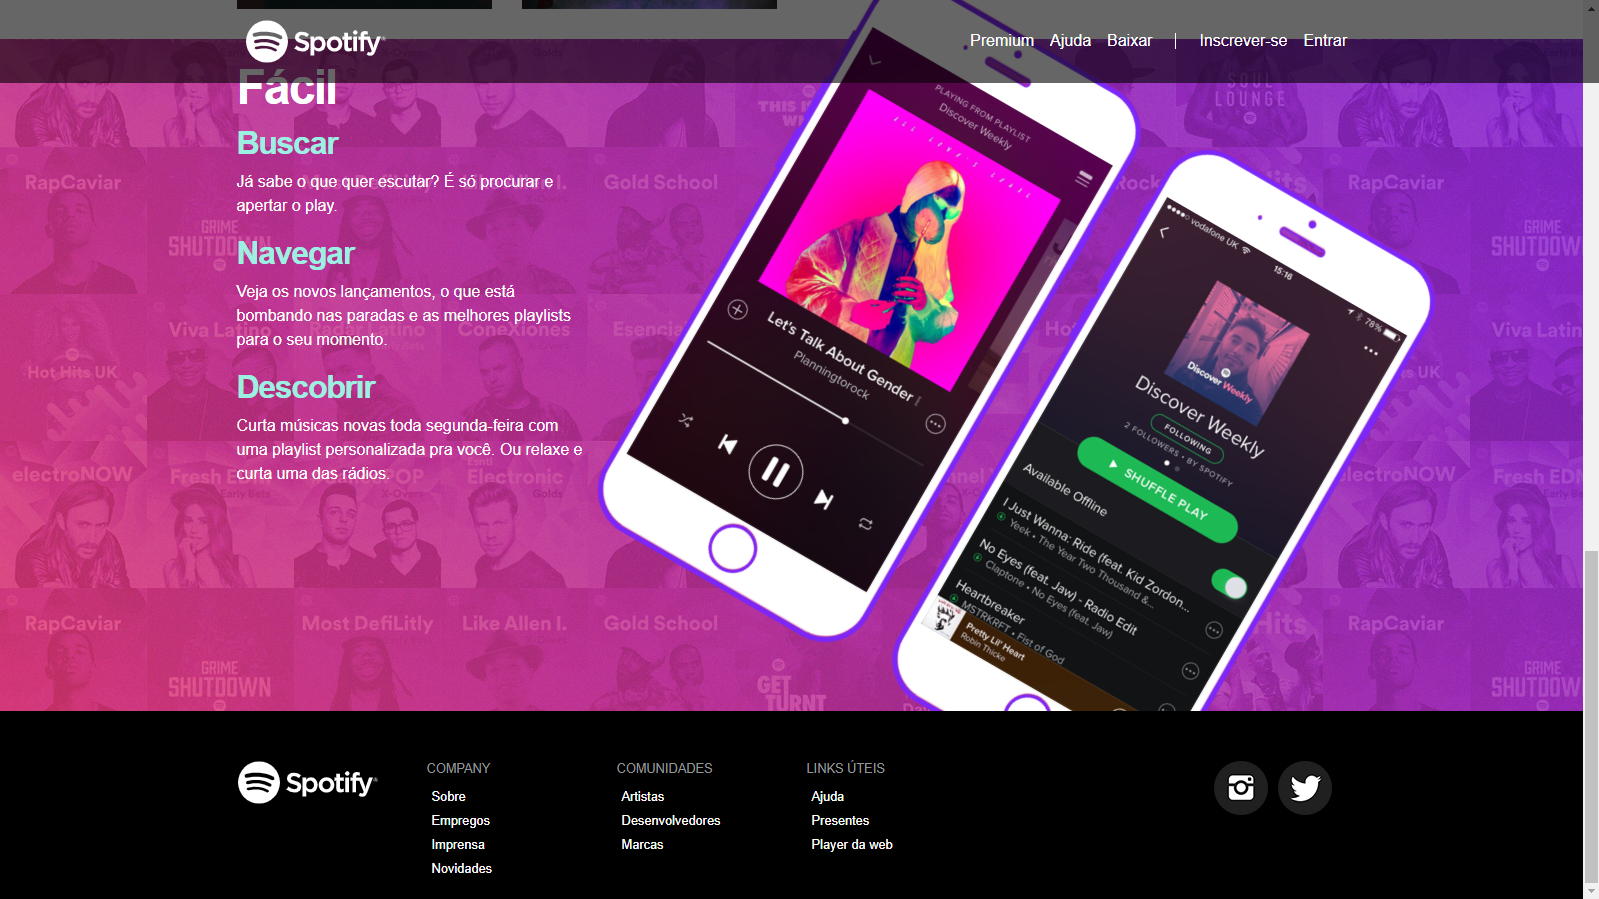 Spotify
Premium Ajuda Baixar | Inscrever-se Entrar
Fácil
Buscar
Já sabe o que quer escutar? É só procurar e
apertar o play.
Navegar
Veja os novos lançamentos, o que está
bombando nas paradas e as melhores playlists
para o seu momento.
Descobrir
Curta músicas novas toda segunda-feira com
uma playlist personalizada pra você. Ou relaxe e
curta uma das rádios.
PLAYING FROM PLAYLIST
Discover Weekly
Let's Talk About Gender
Planningtorock
vodafone UK
15:16
78%
Discover Weekly
Discover Weekly
FOLLOWING
2 FOLLOWERS • BY SPOTIFY
SHUFFLE PLAY
Available Offline
I Just Wanna: Ride (feat. Kid Zordon...
Yeek • The Year Two Thousand &...
No Eyes (feat. Jaw) - Radio Edit
Claptone • No Eyes (feat. Jaw)
Heartbreaker
MSTRKRFT • Fist of God
Pretty Lil' Heart
Robin Thicke
SOUL
LOUNGE
RapCaviar
Like Allen I.
Gold School
RapCaviar
GRIME
SHUTDOWN
GRIME
SHUTDOWN
Viva Latino
ConeXiones
Viva Latino
Hot Hits UK
electroNOW
Electronic
electroNOW
Fresh EDM
RapCaviar
Most DefiLitly
Like Allen I.
Gold School
RapCaviar
GRIME
SHUTDOWN
GET
TURNT
GRIME
SHUTDOWN
Spotify
COMPANY
Sobre
Empregos
Imprensa
Novidades
COMUNIDADES
Artistas
Desenvolvedores
Marcas
LINKS ÚTEIS
Ajuda
Presentes
Player da web